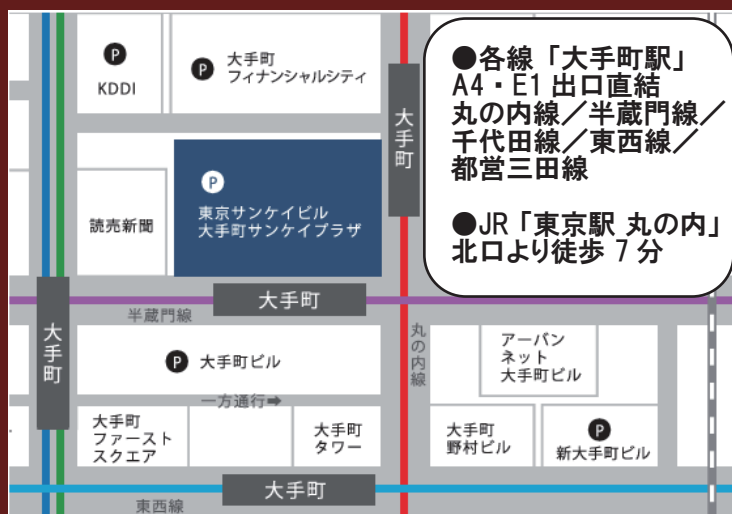 P
KDDI
P
大手町
フィナンシャルシティ
大手町
●各線「大手町駅」
A4・E1 出口直結
丸の内線／半蔵門線／
千代田線／東西線／
都営三田線
●JR「東京駅 丸の内」
北口より徒歩 7 分
読売新聞
P
東京サンケイビル
大手町サンケイプラザ
大手町
大手町
半蔵門線
丸の内線
P
大手町ビル
アーバン
ネット
大手町ビル
一方通行➡
大手町
ファースト
スクエア
大手町
タワー
大手町
野村ビル
P
新大手町ビル
大手町
東西線